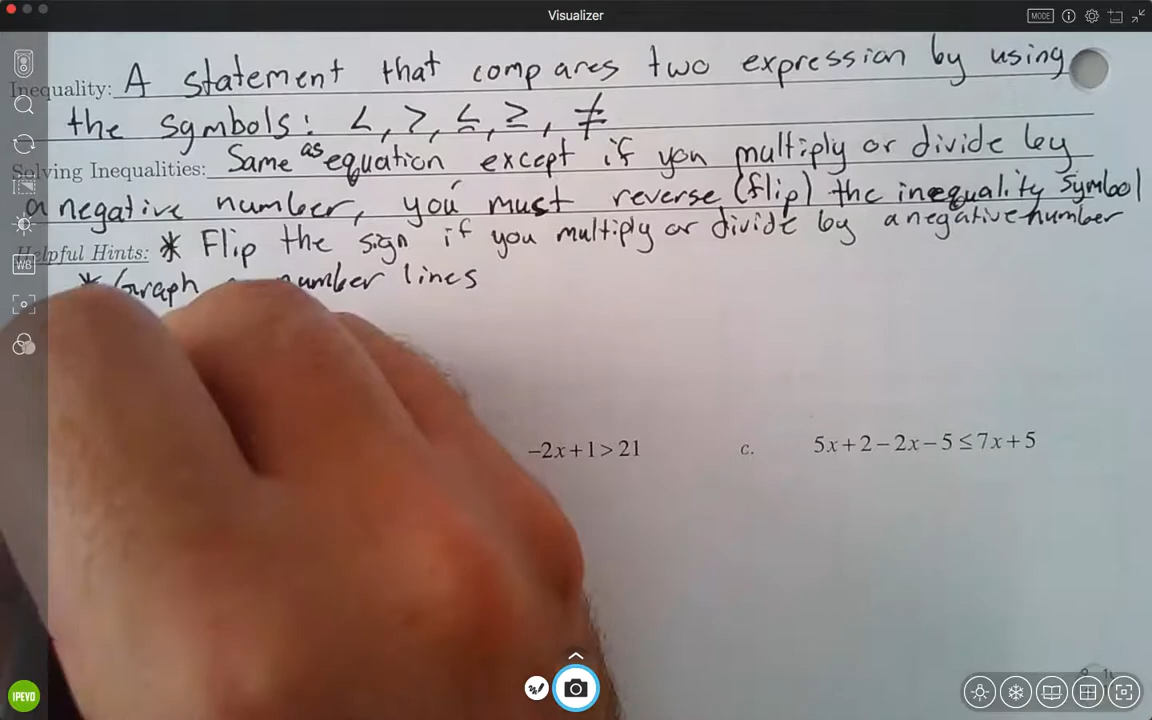 Visualizer
MODE
Inequality: A statement that compares two expression by using
the symbols: <, >, ≤, ≥, ≠
Solving Inequalities: Same as equation except if you multiply or divide by
a negative number, you must reverse (flip) the inequality symbol
Helpful Hints: * Flip the sign if you multiply or divide by a negative number
WB
* Graph number lines
-2x+1>21
c. 5x+2-2x-5≤7x+5
IPEVO